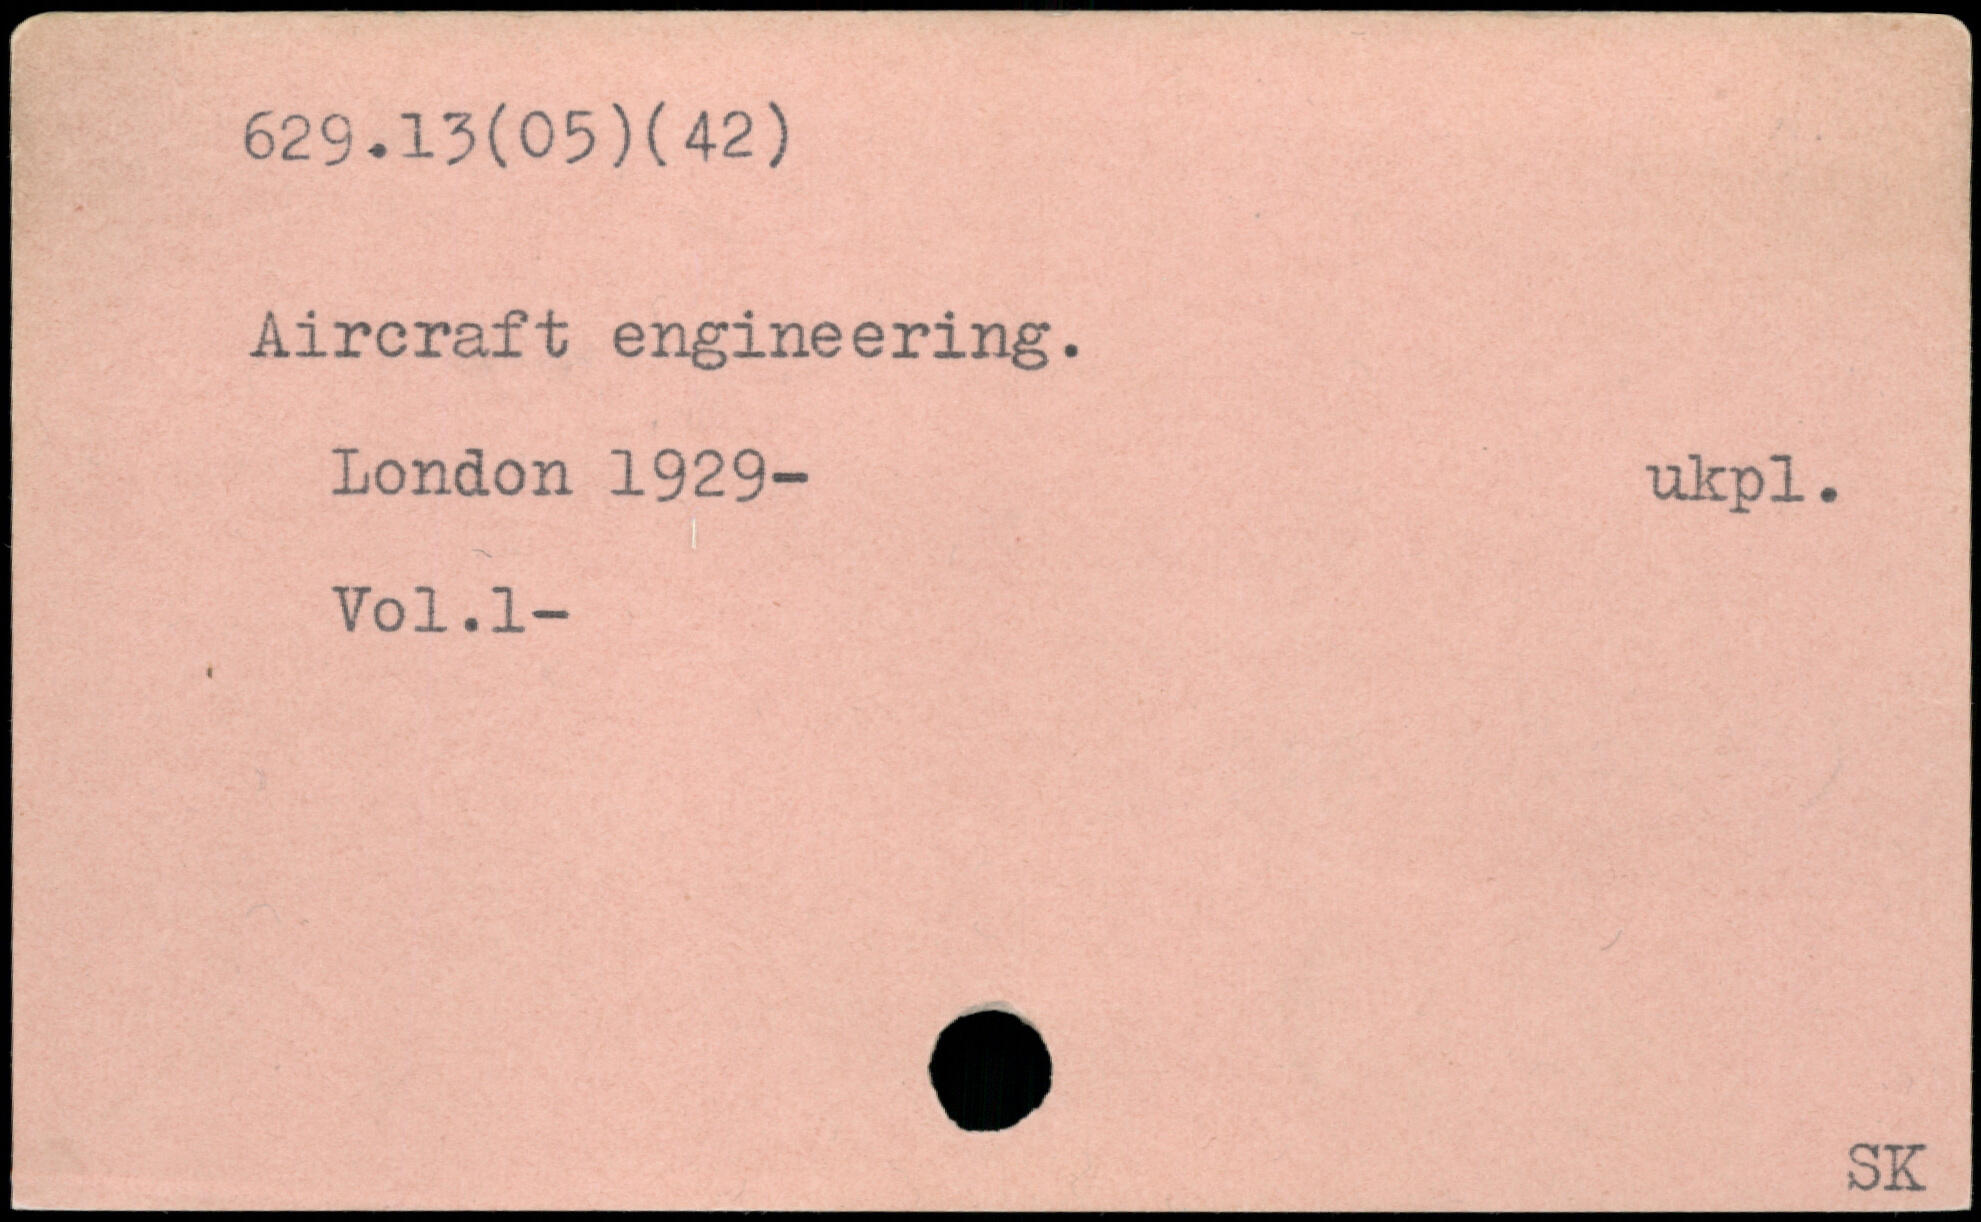 629.13(05)(42)
Aircraft engineering.
London 1929- ukpl.
Vol.1-
SK